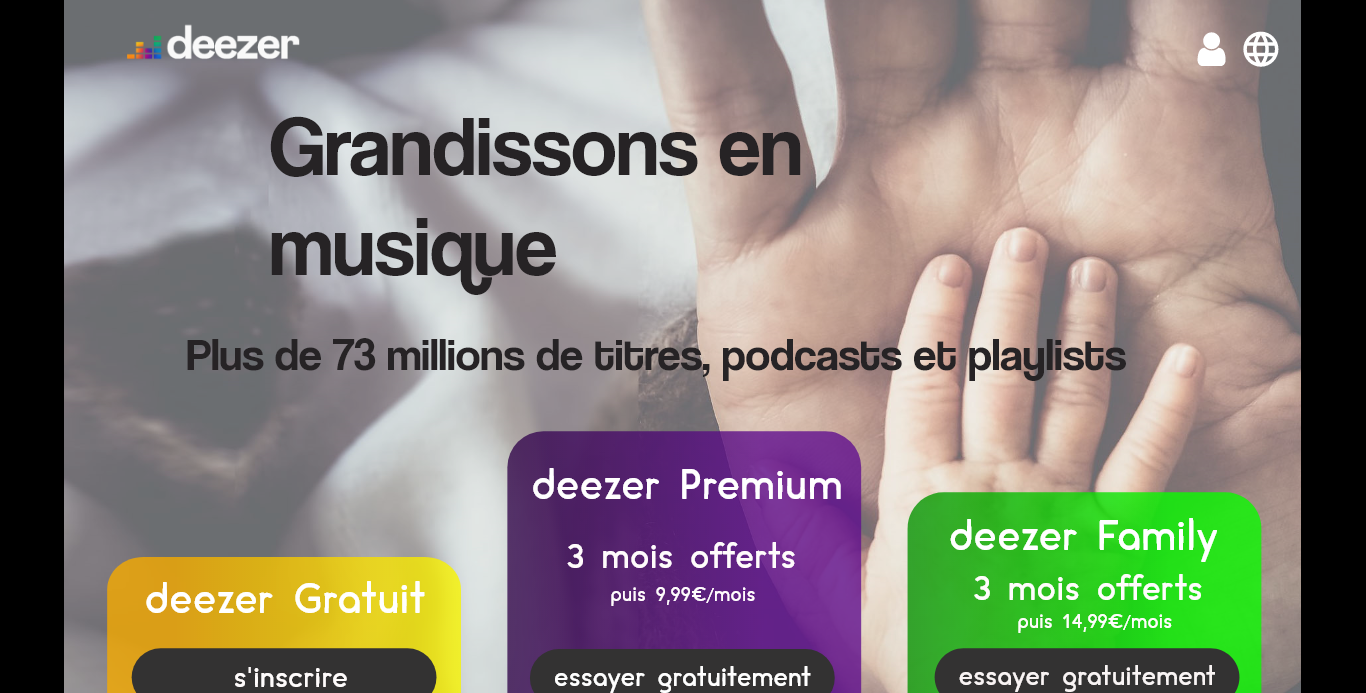 deezer
Grandissons en
musique
Plus de 73 millions de titres, podcasts et playlists
deezer Premium
3 mois offerts
puis 9,99€/mois
essayer gratuitement
deezer Family
3 mois offerts
puis 14,99€/mois
essayer gratuitement
deezer Gratuit
s'inscrire